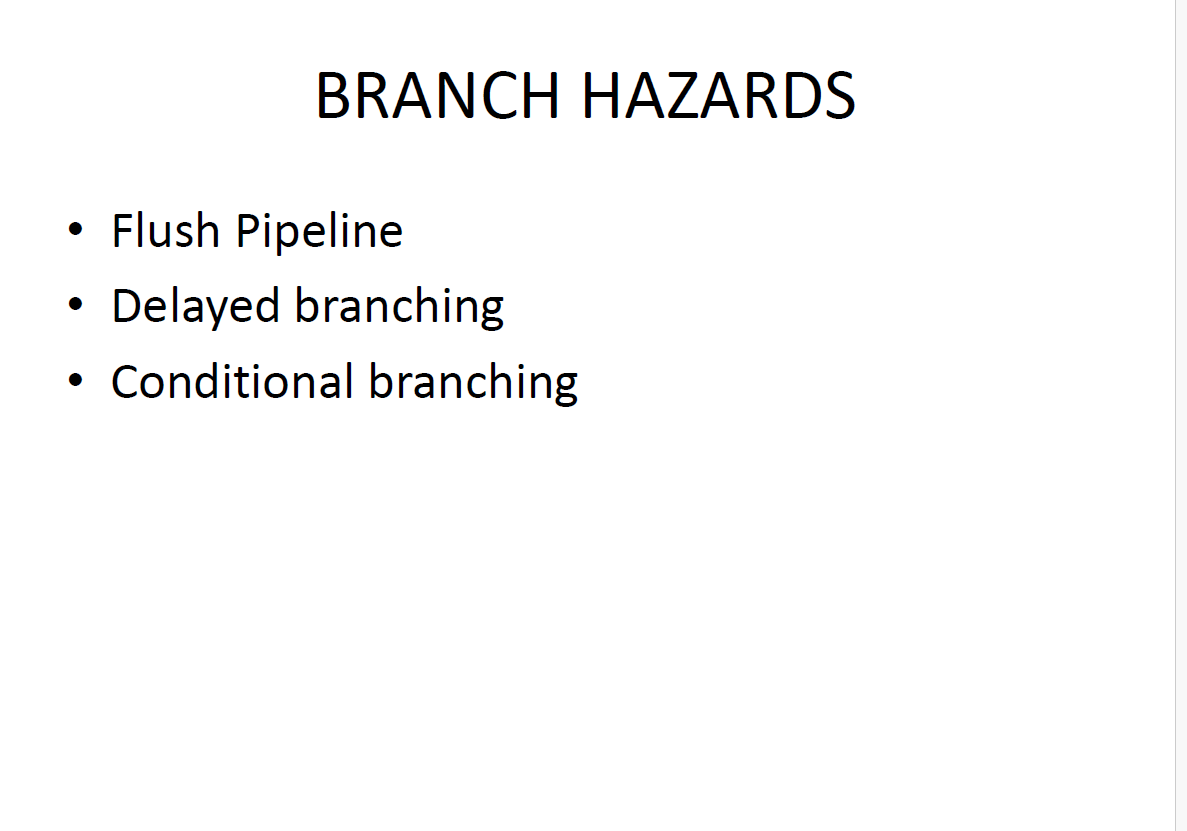 BRANCH HAZARDS
• Flush Pipeline
• Delayed branching
• Conditional branching